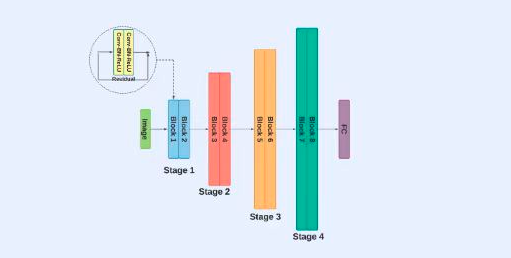 Conv-BN-ReLU
Conv-BN-ReLU
Residual
Image
Block 1
Block 2
Stage 1
Block 3
Block 4
Stage 2
Block 5
Block 6
Stage 3
Block 7
Block 8
Stage 4
FC